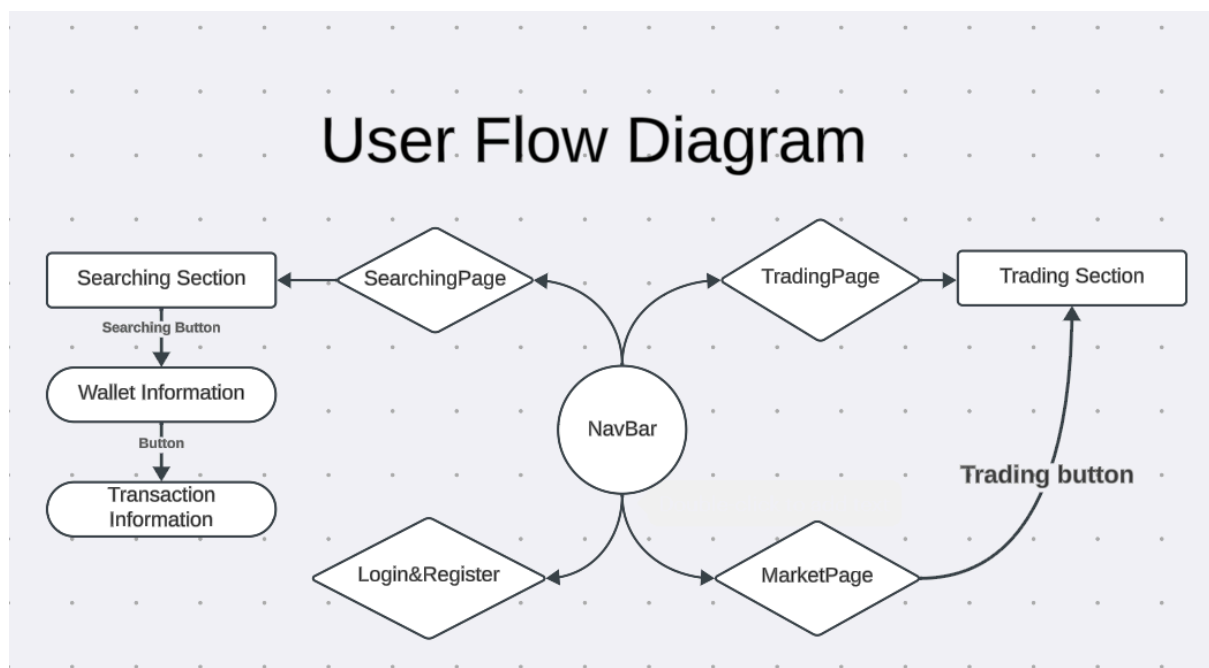 User Flow Diagram
SearchingPage
TradingPage
Searching Section
Trading Section
Searching Button
Wallet Information
NavBar
Button
Trading button
Transaction
Information
Login&Register
MarketPage